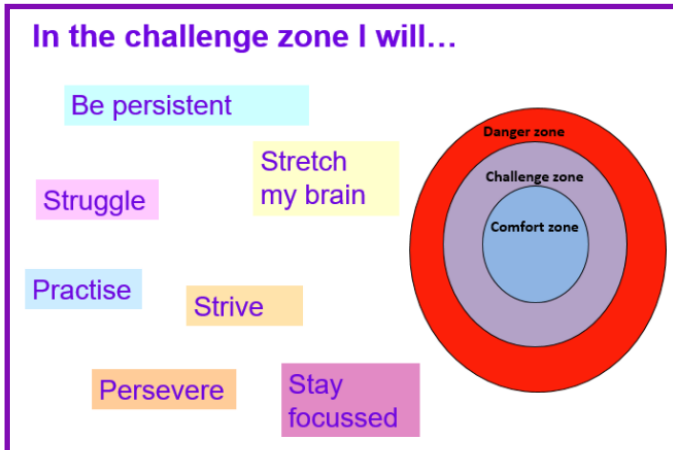 In the challenge zone I will…
Be persistent
Stretch
my brain
Struggle
Practise
Strive
Persevere
Stay
focussed
Danger zone
Challenge zone
Comfort zone